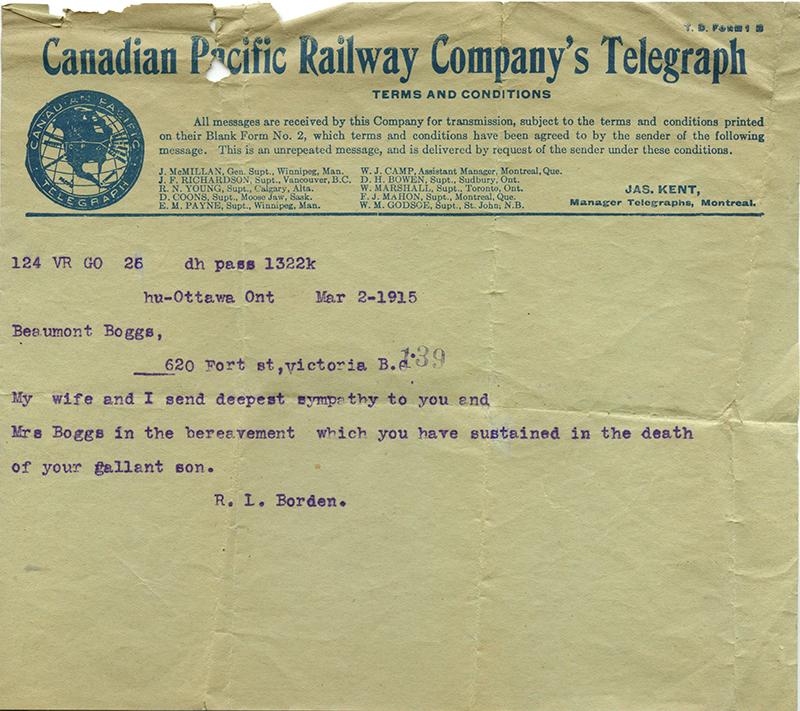 T. D. Form 1 B
Canadian Pacific Railway Company's Telegraph
TERMS AND CONDITIONS
CANADIAN PACIFIC
TELEGRAPH
All messages are received by this Company for transmission, subject to the terms and conditions printed
on their Blank Form No. 2, which terms and conditions have been agreed to by the sender of the following
message. This is an unrepeated message, and is delivered by request of the sender under these conditions.
J. McMILLAN, Gen. Supt., Winnipeg, Man.
J. F. RICHARDSON, Supt., Vancouver, B.C.
R. N. YOUNG, Supt., Calgary, Alta.
D. COONS, Supt., Moose Jaw, Sask.
E. M. PAYNE, Supt., Winnipeg, Man.
W. J. CAMP, Assistant Manager, Montreal, Que.
D. H. BOWEN, Supt., Sudbury, Ont.
W. MARSHALL, Supt., Toronto, Ont.
F. J. MAHON, Supt., Montreal, Que.
W. M. GODSOE, Supt., St. John, N.B.
JAS. KENT,
Manager Telegraphs, Montreal.
124 VR GO 26 dh pass 1322k
hu-Ottawa Ont Mar 2-1915
Beaumont Boggs,
620 Fort st,victoria B.c
139
My wife and I send deepest sympathy to you and
Mrs Boggs in the bereavement which you have sustained in the death
of your gallant son.
R. L. Borden.